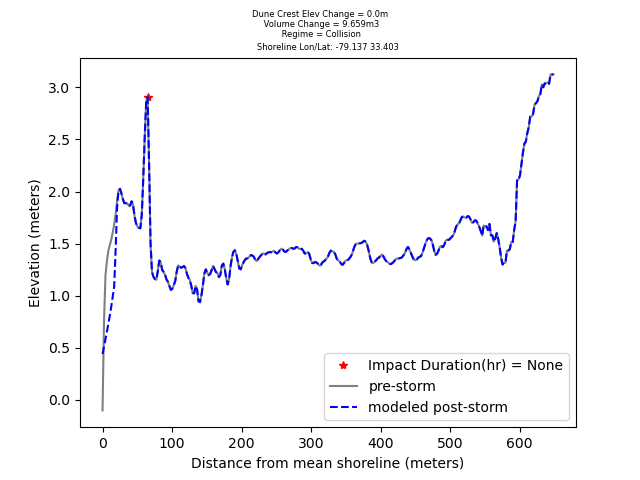 Dune Crest Elev Change = 0.0m
Volume Change = 9.659m3
Regime = Collision
Shoreline Lon/Lat: -79.137 33.403
3.0
2.5
2.0
1.5
1.0
0.5
0.0
Elevation (meters)
Impact Duration(hr) = None
pre-storm
modeled post-storm
0 100 200 300 400 500 600
Distance from mean shoreline (meters)